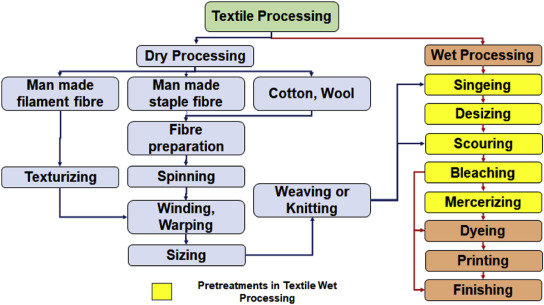 Textile Processing
Dry Processing
Wet Processing
Man made
filament fibre
Man made
staple fibre
Cotton, Wool
Singeing
Desizing
Fibre
preparation
Scouring
Texturizing
Spinning
Weaving or
Knitting
Bleaching
Winding,
Warping
Mercerizing
Dyeing
Sizing
Printing
Pretreatments in Textile Wet
Processing
Finishing